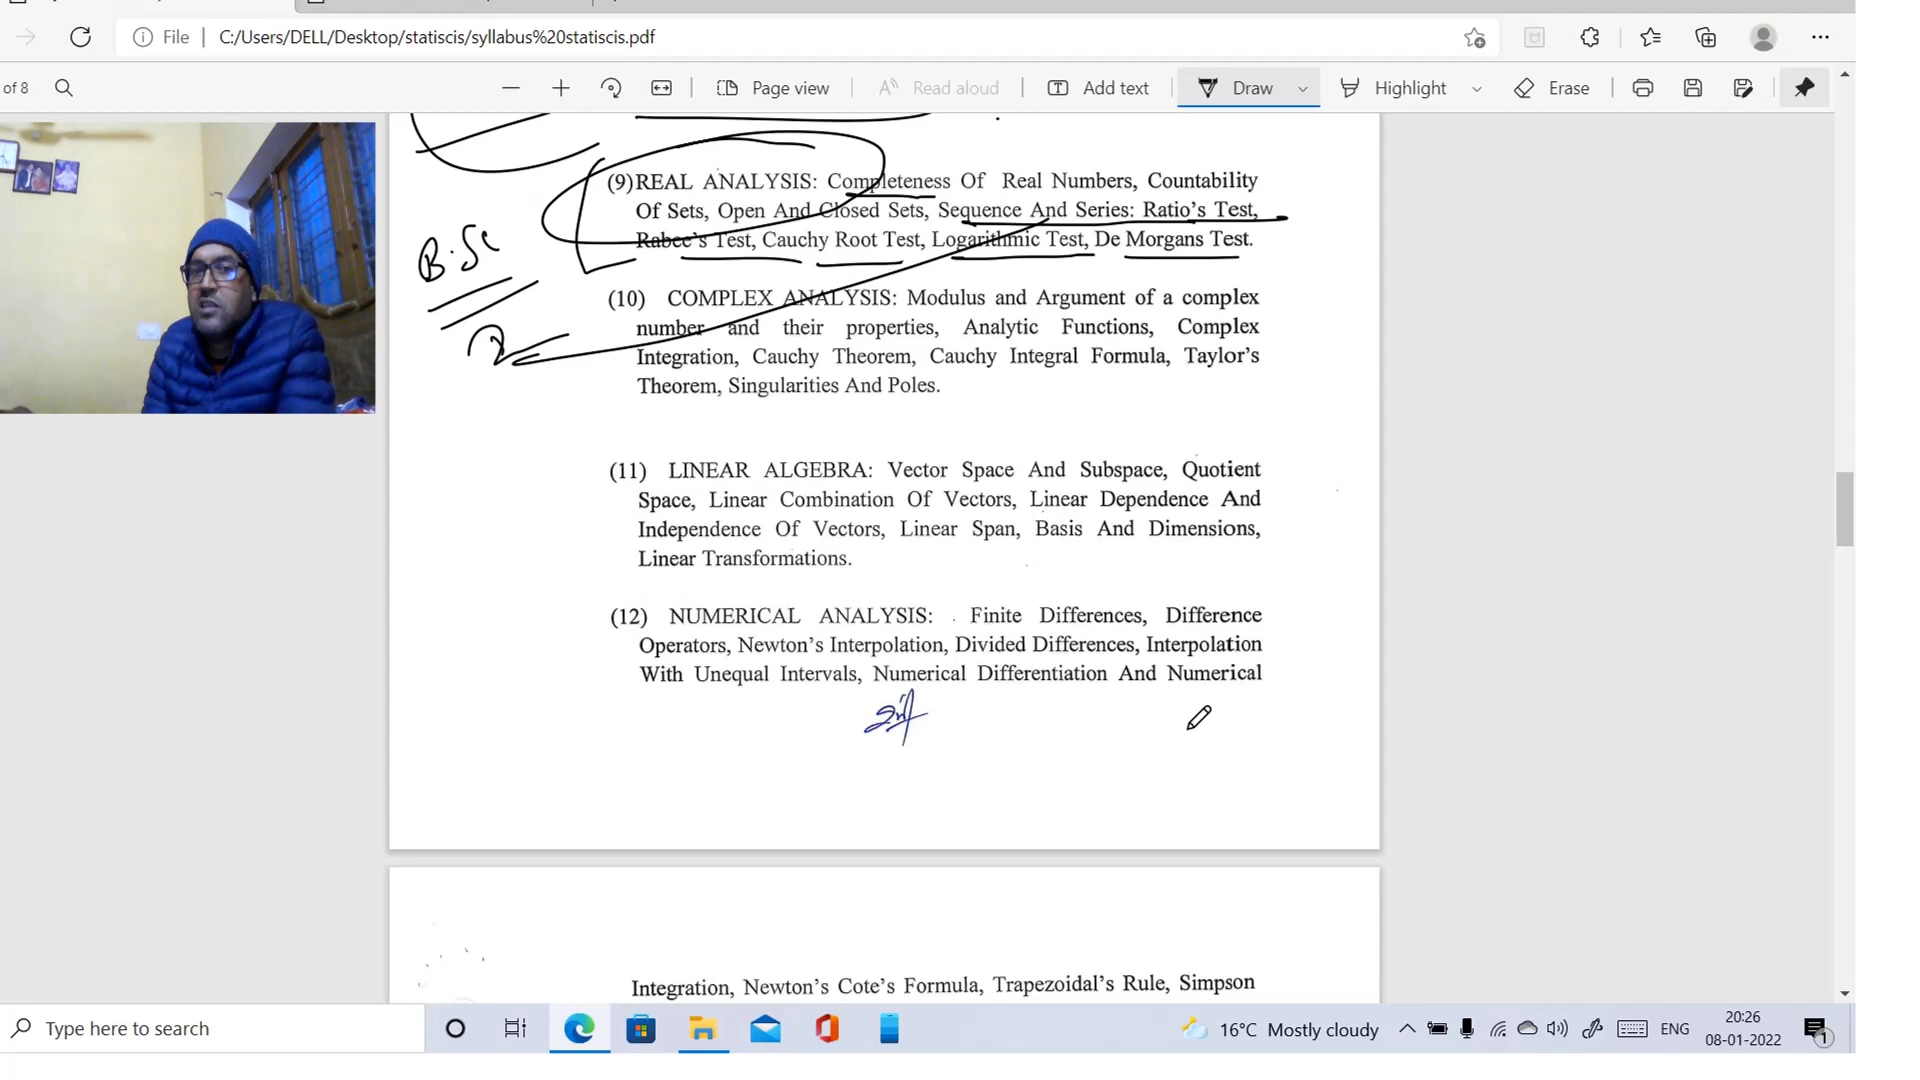 File C:/Users/DELL/Desktop/statiscis/syllabus%20statiscis.pdf
of 8 Page view Read aloud Add text Draw Highlight Erase
(9)REAL ANALYSIS: Completeness Of Real Numbers, Countability
Of Sets, Open And Closed Sets, Sequence And Series: Ratio's Test,
Rabee's Test, Cauchy Root Test, Logarithmic Test, De Morgans Test.
B.Sc
(10) COMPLEX ANALYSIS: Modulus and Argument of a complex
number and their properties, Analytic Functions, Complex
Integration, Cauchy Theorem, Cauchy Integral Formula, Taylor's
Theorem, Singularities And Poles.
(11) LINEAR ALGEBRA: Vector Space And Subspace, Quotient
Space, Linear Combination Of Vectors, Linear Dependence And
Independence Of Vectors, Linear Span, Basis And Dimensions,
Linear Transformations.
(12) NUMERICAL ANALYSIS: Finite Differences, Difference
Operators, Newton's Interpolation, Divided Differences, Interpolation
With Unequal Intervals, Numerical Differentiation And Numerical
Integration, Newton's Cote's Formula, Trapezoidal's Rule, Simpson
Type here to search 16°C Mostly cloudy ENG 20:26
08-01-2022 1